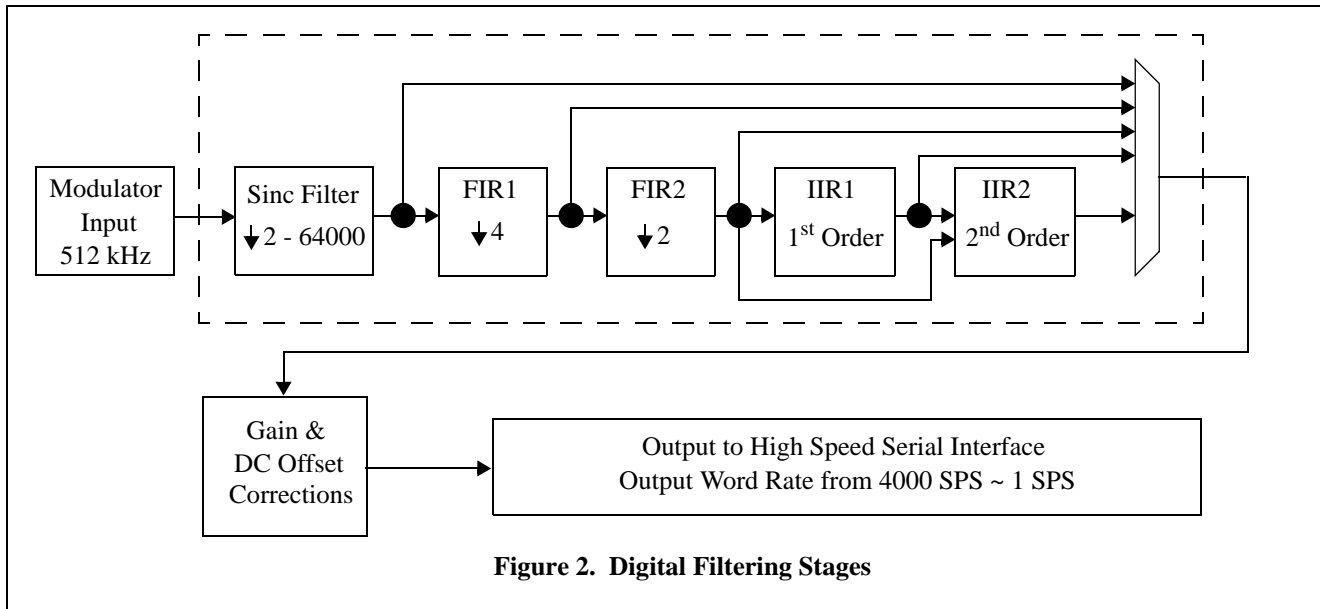 Modulator
Input
512 kHz
Sinc Filter
2 - 64000
FIR1
4
FIR2
2
IIR1
1st Order
IIR2
2nd Order
Gain &
DC Offset
Corrections
Output to High Speed Serial Interface
Output Word Rate from 4000 SPS ~ 1 SPS
Figure 2. Digital Filtering Stages